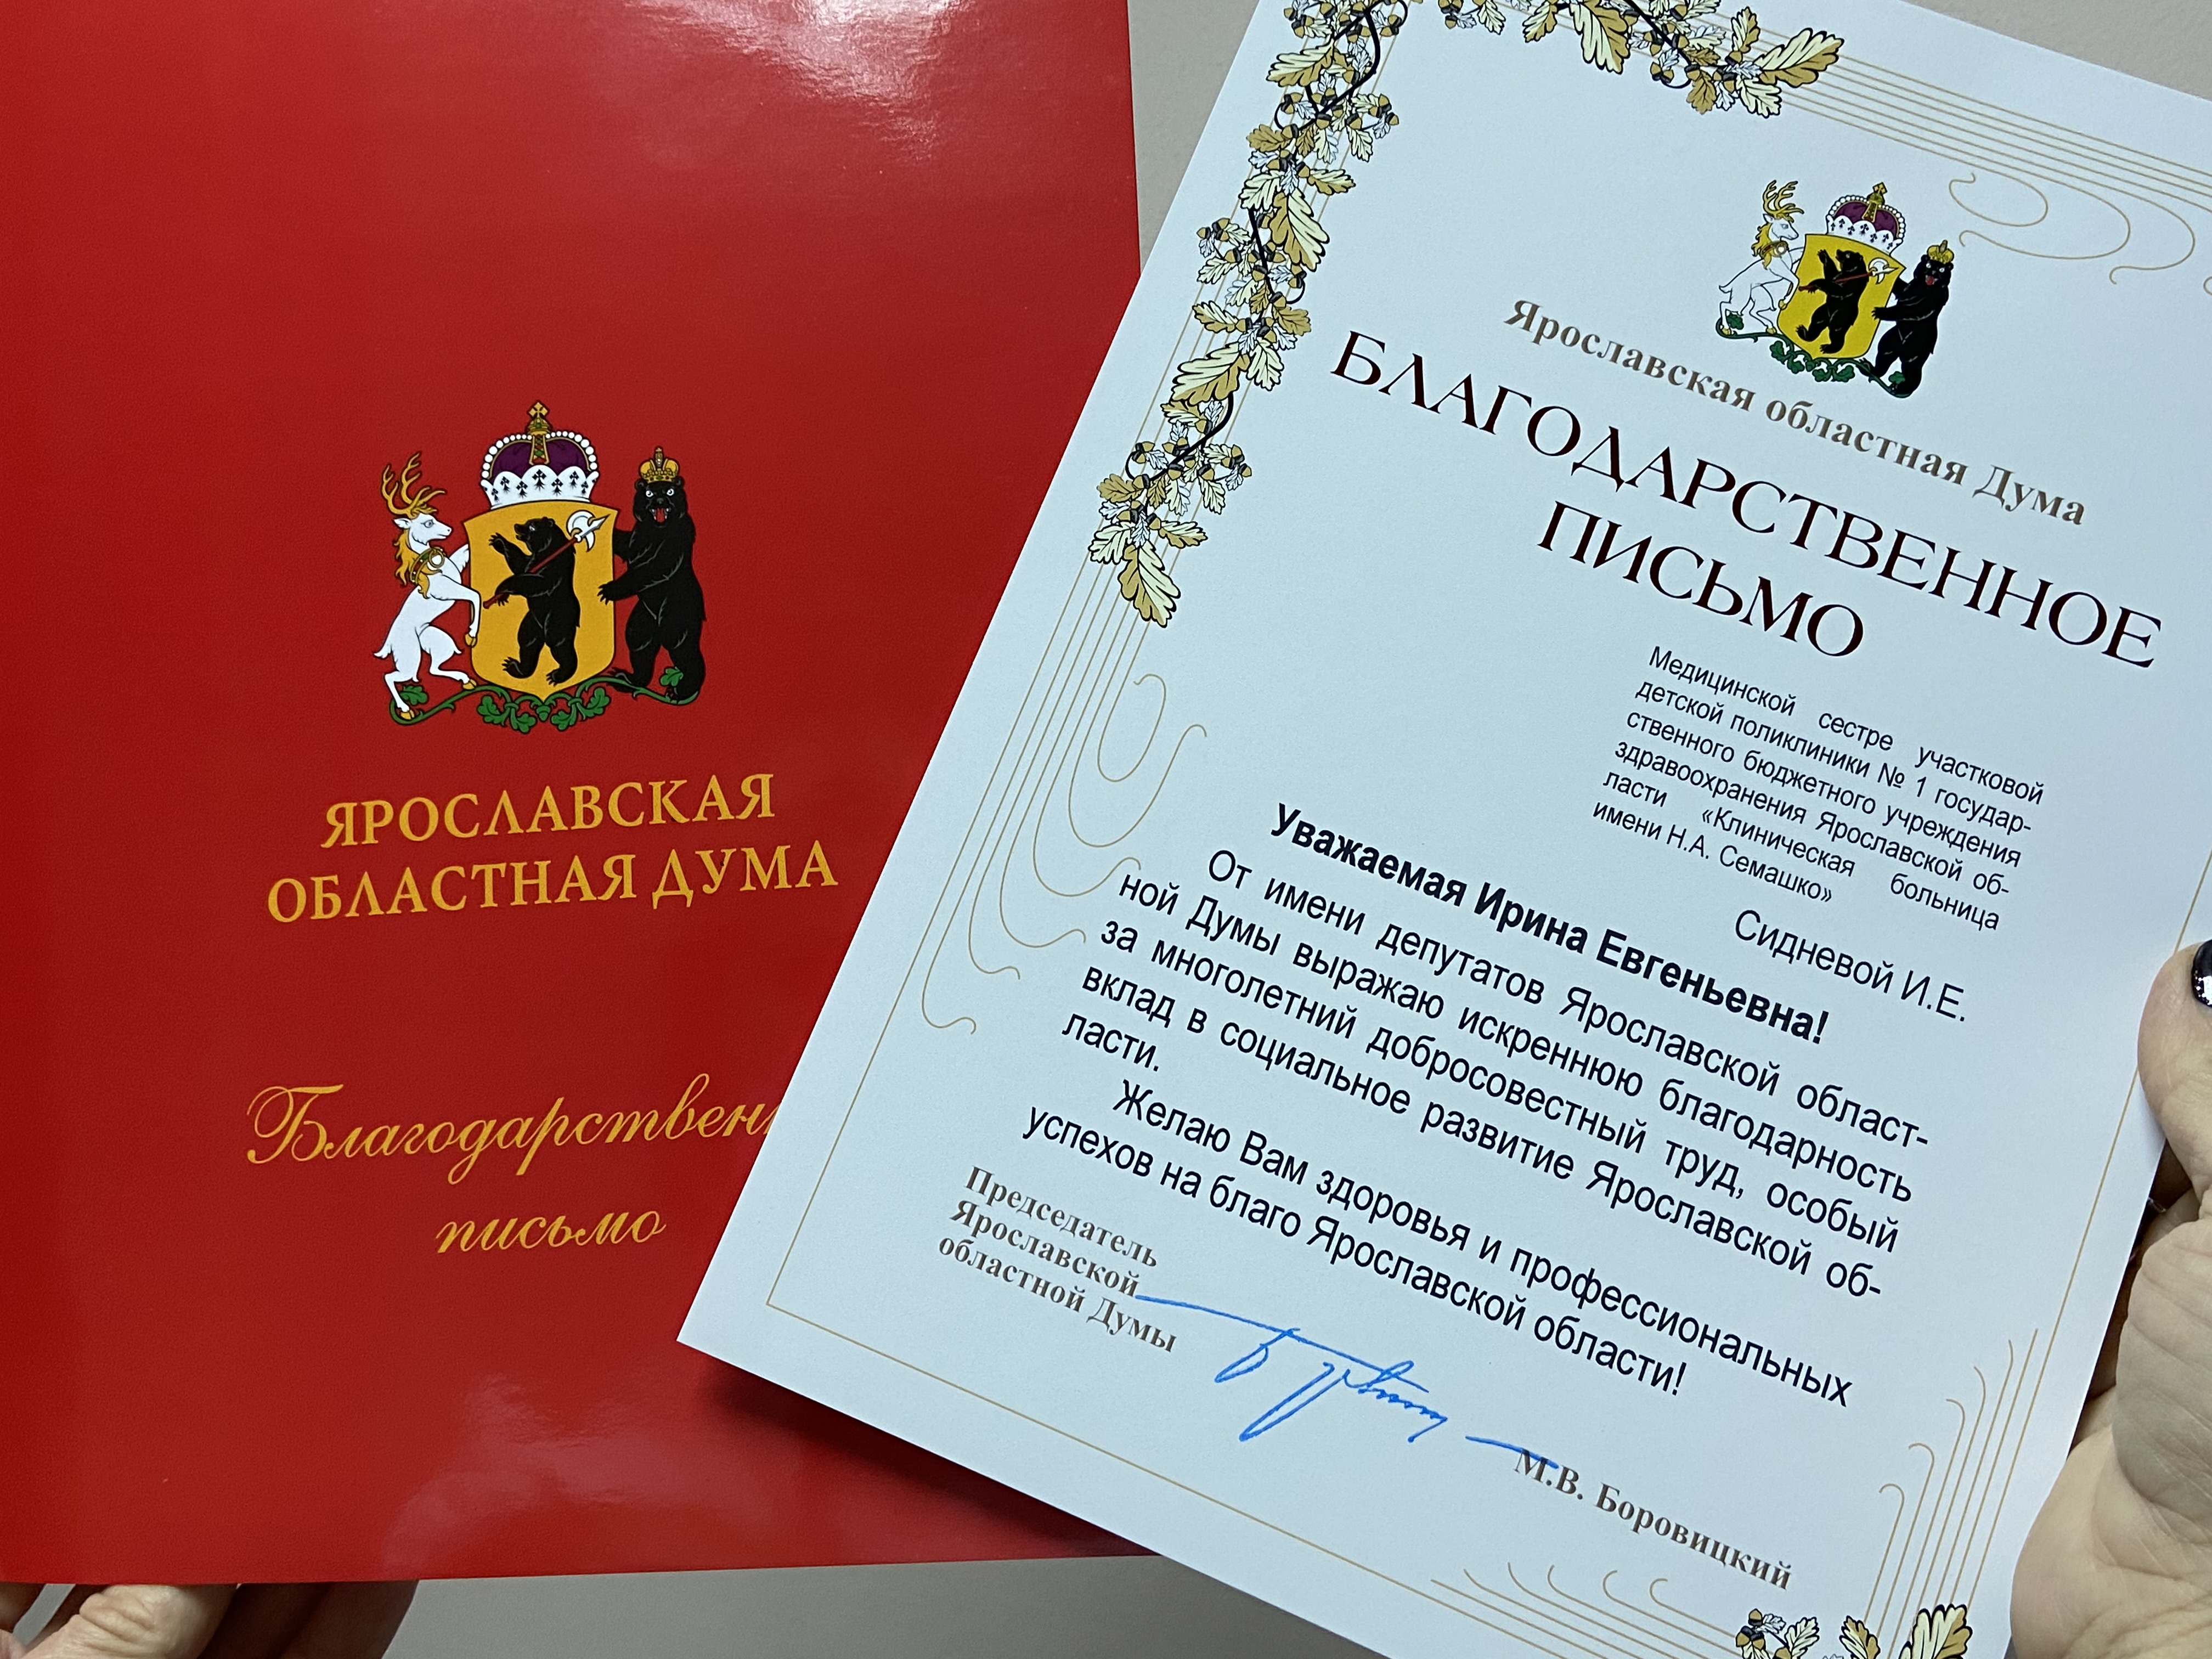 ЯРОСЛАВСКАЯ
ОБЛАСТНАЯ ДУМА
Благодарствен
письмо
Ярославская областная Дума
БЛАГОДАРСТВЕННОЕ
ПИСЬМО
Медицинской сестре участковой
детской поликлиники № 1 государ-
ственного бюджетного учреждения
здравоохранения Ярославской об-
ласти «Клиническая больница
имени Н.А. Семашко»
Сидневой И.Е.
Уважаемая Ирина Евгеньевна!
От имени депутатов Ярославской област-
ной Думы выражаю искреннюю благодарность
за многолетний добросовестный труд, особый
вклад в социальное развитие Ярославской об-
ласти.
Желаю Вам здоровья и профессиональных
успехов на благо Ярославской области!
Председатель
Ярославской
областной Думы
М.В. Боровицкий